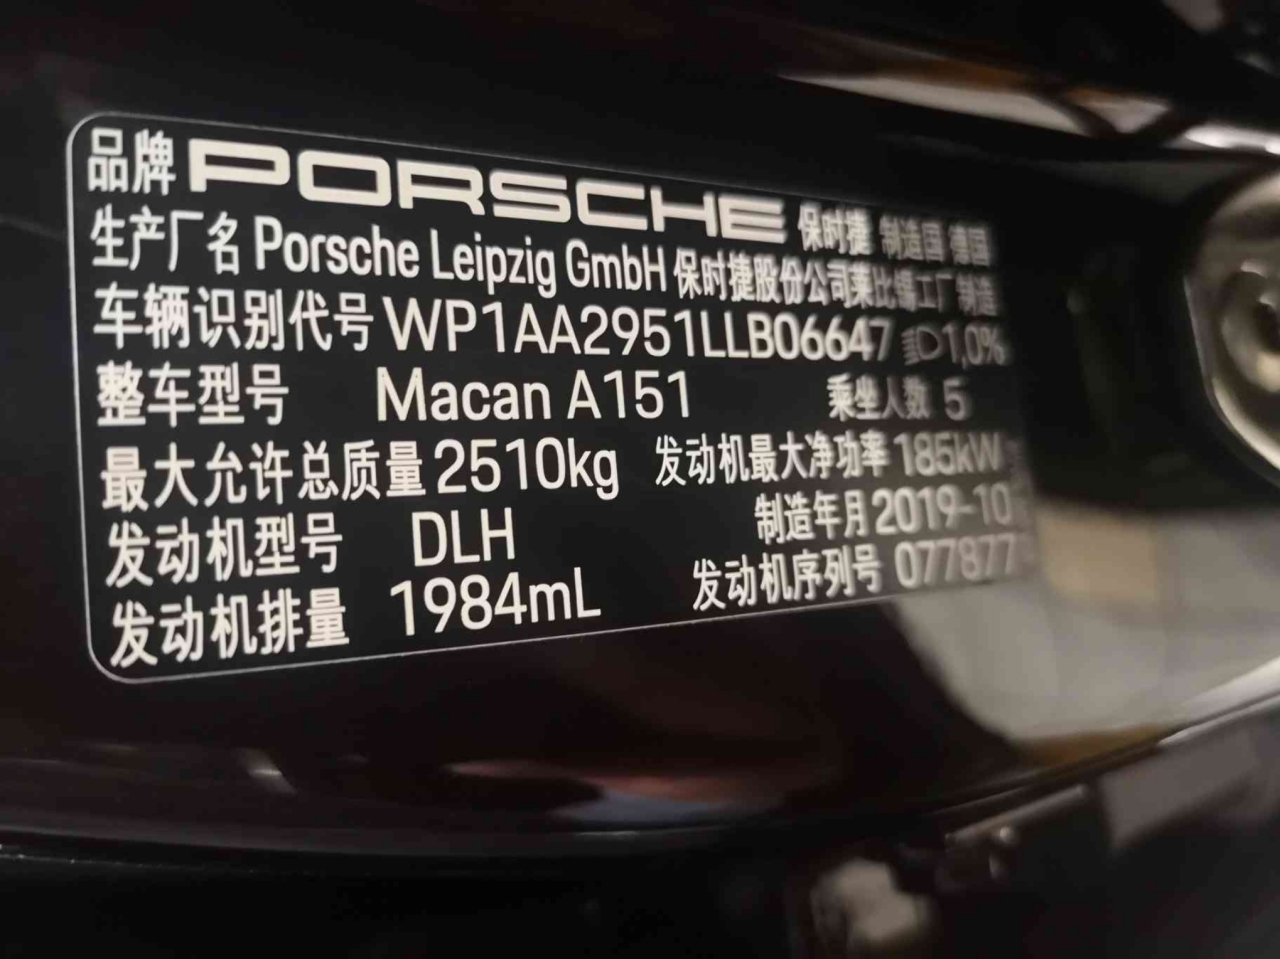 品牌 PORSCHE 保时捷 制造国 德国
生产厂名 Porsche Leipzig GmbH 保时捷股份公司莱比锡工厂 制造
车辆识别代号 WP1AA2951LLB06647 1,0%
整车型号 Macan A151 乘坐人数 5
最大允许总质量 2510kg 发动机最大净功率 185kW
发动机型号 DLH 制造年月 2019-10
发动机排量 1984mL 发动机序列号 077877